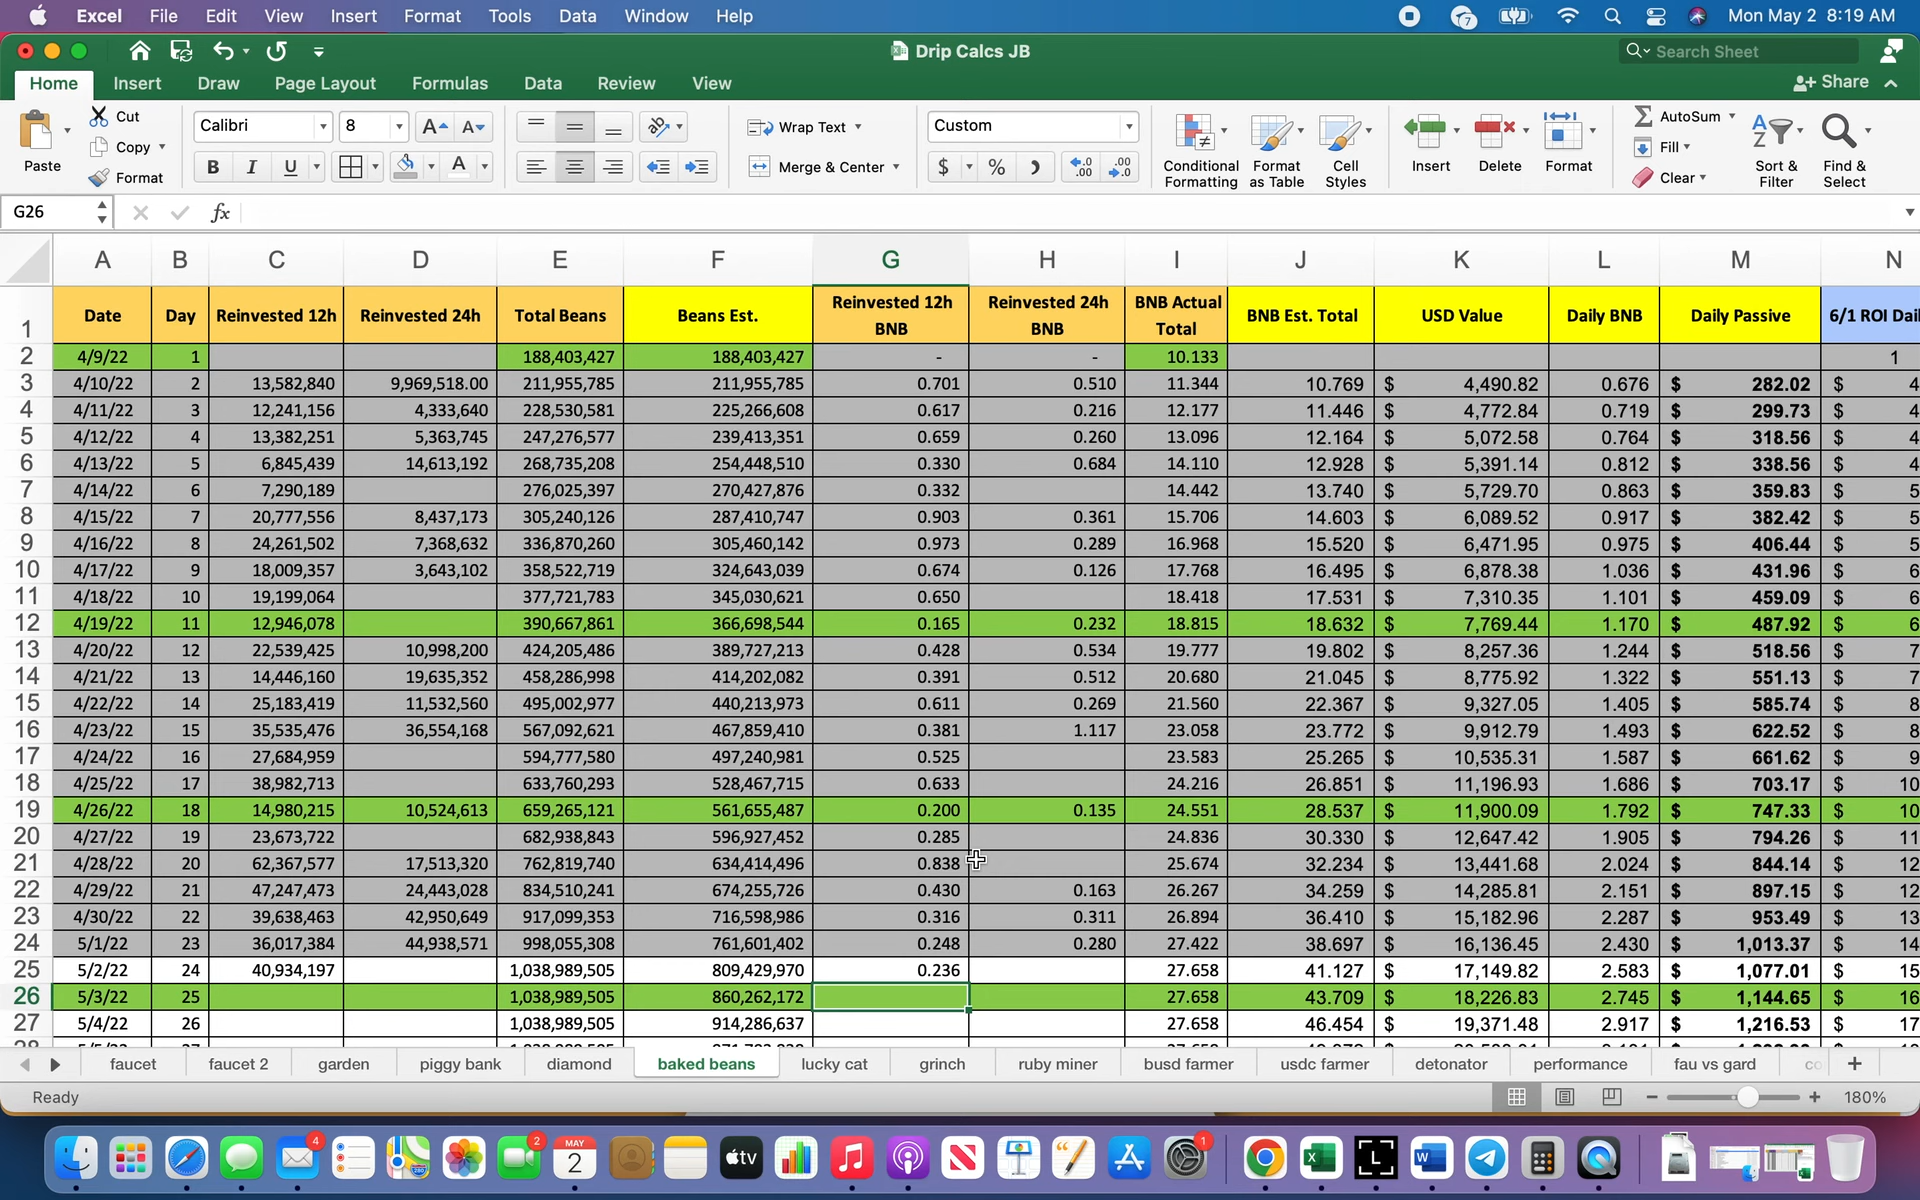 Excel File Edit View Insert Format Tools Data Window Help 7 Mon May 2 8:19 AM
Drip Calcs JB Search Sheet
Home Insert Draw Page Layout Formulas Data Review View Share
Paste Cut Copy Format
Calibri 8 A A
B I U A
Wrap Text Merge & Center
Custom
$ %
Conditional Formatting Format as Table Cell Styles Insert Delete Format
AutoSum Fill Clear Sort & Filter Find & Select
G26 fx
A B C D E F G H I J K L M N
1 Date Day Reinvested 12h Reinvested 24h Total Beans Beans Est. Reinvested 12h BNB Reinvested 24h BNB BNB Actual Total BNB Est. Total USD Value Daily BNB Daily Passive 6/1 ROI Dai
2 4/9/22 1 188,403,427 188,403,427 - - 10.133 1
3 4/10/22 2 13,582,840 9,969,518.00 211,955,785 211,955,785 0.701 0.510 11.344 10.769 $ 4,490.82 0.676 $ 282.02 $ 4
4 4/11/22 3 12,241,156 4,333,640 228,530,581 225,266,608 0.617 0.216 12.177 11.446 $ 4,772.84 0.719 $ 299.73 $ 4
5 4/12/22 4 13,382,251 5,363,745 247,276,577 239,413,351 0.659 0.260 13.096 12.164 $ 5,072.58 0.764 $ 318.56 $ 4
6 4/13/22 5 6,845,439 14,613,192 268,735,208 254,448,510 0.330 0.684 14.110 12.928 $ 5,391.14 0.812 $ 338.56 $ 4
7 4/14/22 6 7,290,189 276,025,397 270,427,876 0.332 14.442 13.740 $ 5,729.70 0.863 $ 359.83 $ 5
8 4/15/22 7 20,777,556 8,437,173 305,240,126 287,410,747 0.903 0.361 15.706 14.603 $ 6,089.52 0.917 $ 382.42 $ 5
9 4/16/22 8 24,261,502 7,368,632 336,870,260 305,460,142 0.973 0.289 16.968 15.520 $ 6,471.95 0.975 $ 406.44 $ 5
10 4/17/22 9 18,009,357 3,643,102 358,522,719 324,643,039 0.674 0.126 17.768 16.495 $ 6,878.38 1.036 $ 431.96 $ 6
11 4/18/22 10 19,199,064 377,721,783 345,030,621 0.650 18.418 17.531 $ 7,310.35 1.101 $ 459.09 $ 6
12 4/19/22 11 12,946,078 390,667,861 366,698,544 0.165 0.232 18.815 18.632 $ 7,769.44 1.170 $ 487.92 $ 6
13 4/20/22 12 22,539,425 10,998,200 424,205,486 389,727,213 0.428 0.534 19.777 19.802 $ 8,257.36 1.244 $ 518.56 $ 7
14 4/21/22 13 14,446,160 19,635,352 458,286,998 414,202,082 0.391 0.512 20.680 21.045 $ 8,775.92 1.322 $ 551.13 $ 7
15 4/22/22 14 25,183,419 11,532,560 495,002,977 440,213,973 0.611 0.269 21.560 22.367 $ 9,327.05 1.405 $ 585.74 $ 8
16 4/23/22 15 35,535,476 36,554,168 567,092,621 467,859,410 0.381 1.117 23.058 23.772 $ 9,912.79 1.493 $ 622.52 $ 8
17 4/24/22 16 27,684,959 594,777,580 497,240,981 0.525 23.583 25.265 $ 10,535.31 1.587 $ 661.62 $ 9
18 4/25/22 17 38,982,713 633,760,293 528,467,715 0.633 24.216 26.851 $ 11,196.93 1.686 $ 703.17 $ 10
19 4/26/22 18 14,980,215 10,524,613 659,265,121 561,655,487 0.200 0.135 24.551 28.537 $ 11,900.09 1.792 $ 747.33 $ 10
20 4/27/22 19 23,673,722 682,938,843 596,927,452 0.285 24.836 30.330 $ 12,647.42 1.905 $ 794.26 $ 11
21 4/28/22 20 62,367,577 17,513,320 762,819,740 634,414,496 0.838 25.674 32.234 $ 13,441.68 2.024 $ 844.14 $ 12
22 4/29/22 21 47,247,473 24,443,028 834,510,241 674,255,726 0.430 0.163 26.267 34.259 $ 14,285.81 2.151 $ 897.15 $ 12
23 4/30/22 22 39,638,463 42,950,649 917,099,353 716,598,986 0.316 0.311 26.894 36.410 $ 15,182.96 2.287 $ 953.49 $ 13
24 5/1/22 23 36,017,384 44,938,571 998,055,308 761,601,402 0.248 0.280 27.422 38.697 $ 16,136.45 2.430 $ 1,013.37 $ 14
25 5/2/22 24 40,934,197 1,038,989,505 809,429,970 0.236 27.658 41.127 $ 17,149.82 2.583 $ 1,077.01 $ 15
26 5/3/22 25 1,038,989,505 860,262,172 27.658 43.709 $ 18,226.83 2.745 $ 1,144.65 $ 16
27 5/4/22 26 1,038,989,505 914,286,637 27.658 46.454 $ 19,371.48 2.917 $ 1,216.53 $ 17
faucet faucet 2 garden piggy bank diamond baked beans lucky cat grinch ruby miner busd farmer usdc farmer detonator performance fau vs gard co
Ready 180%
4 2 MAY 2 tv N 1 X L W